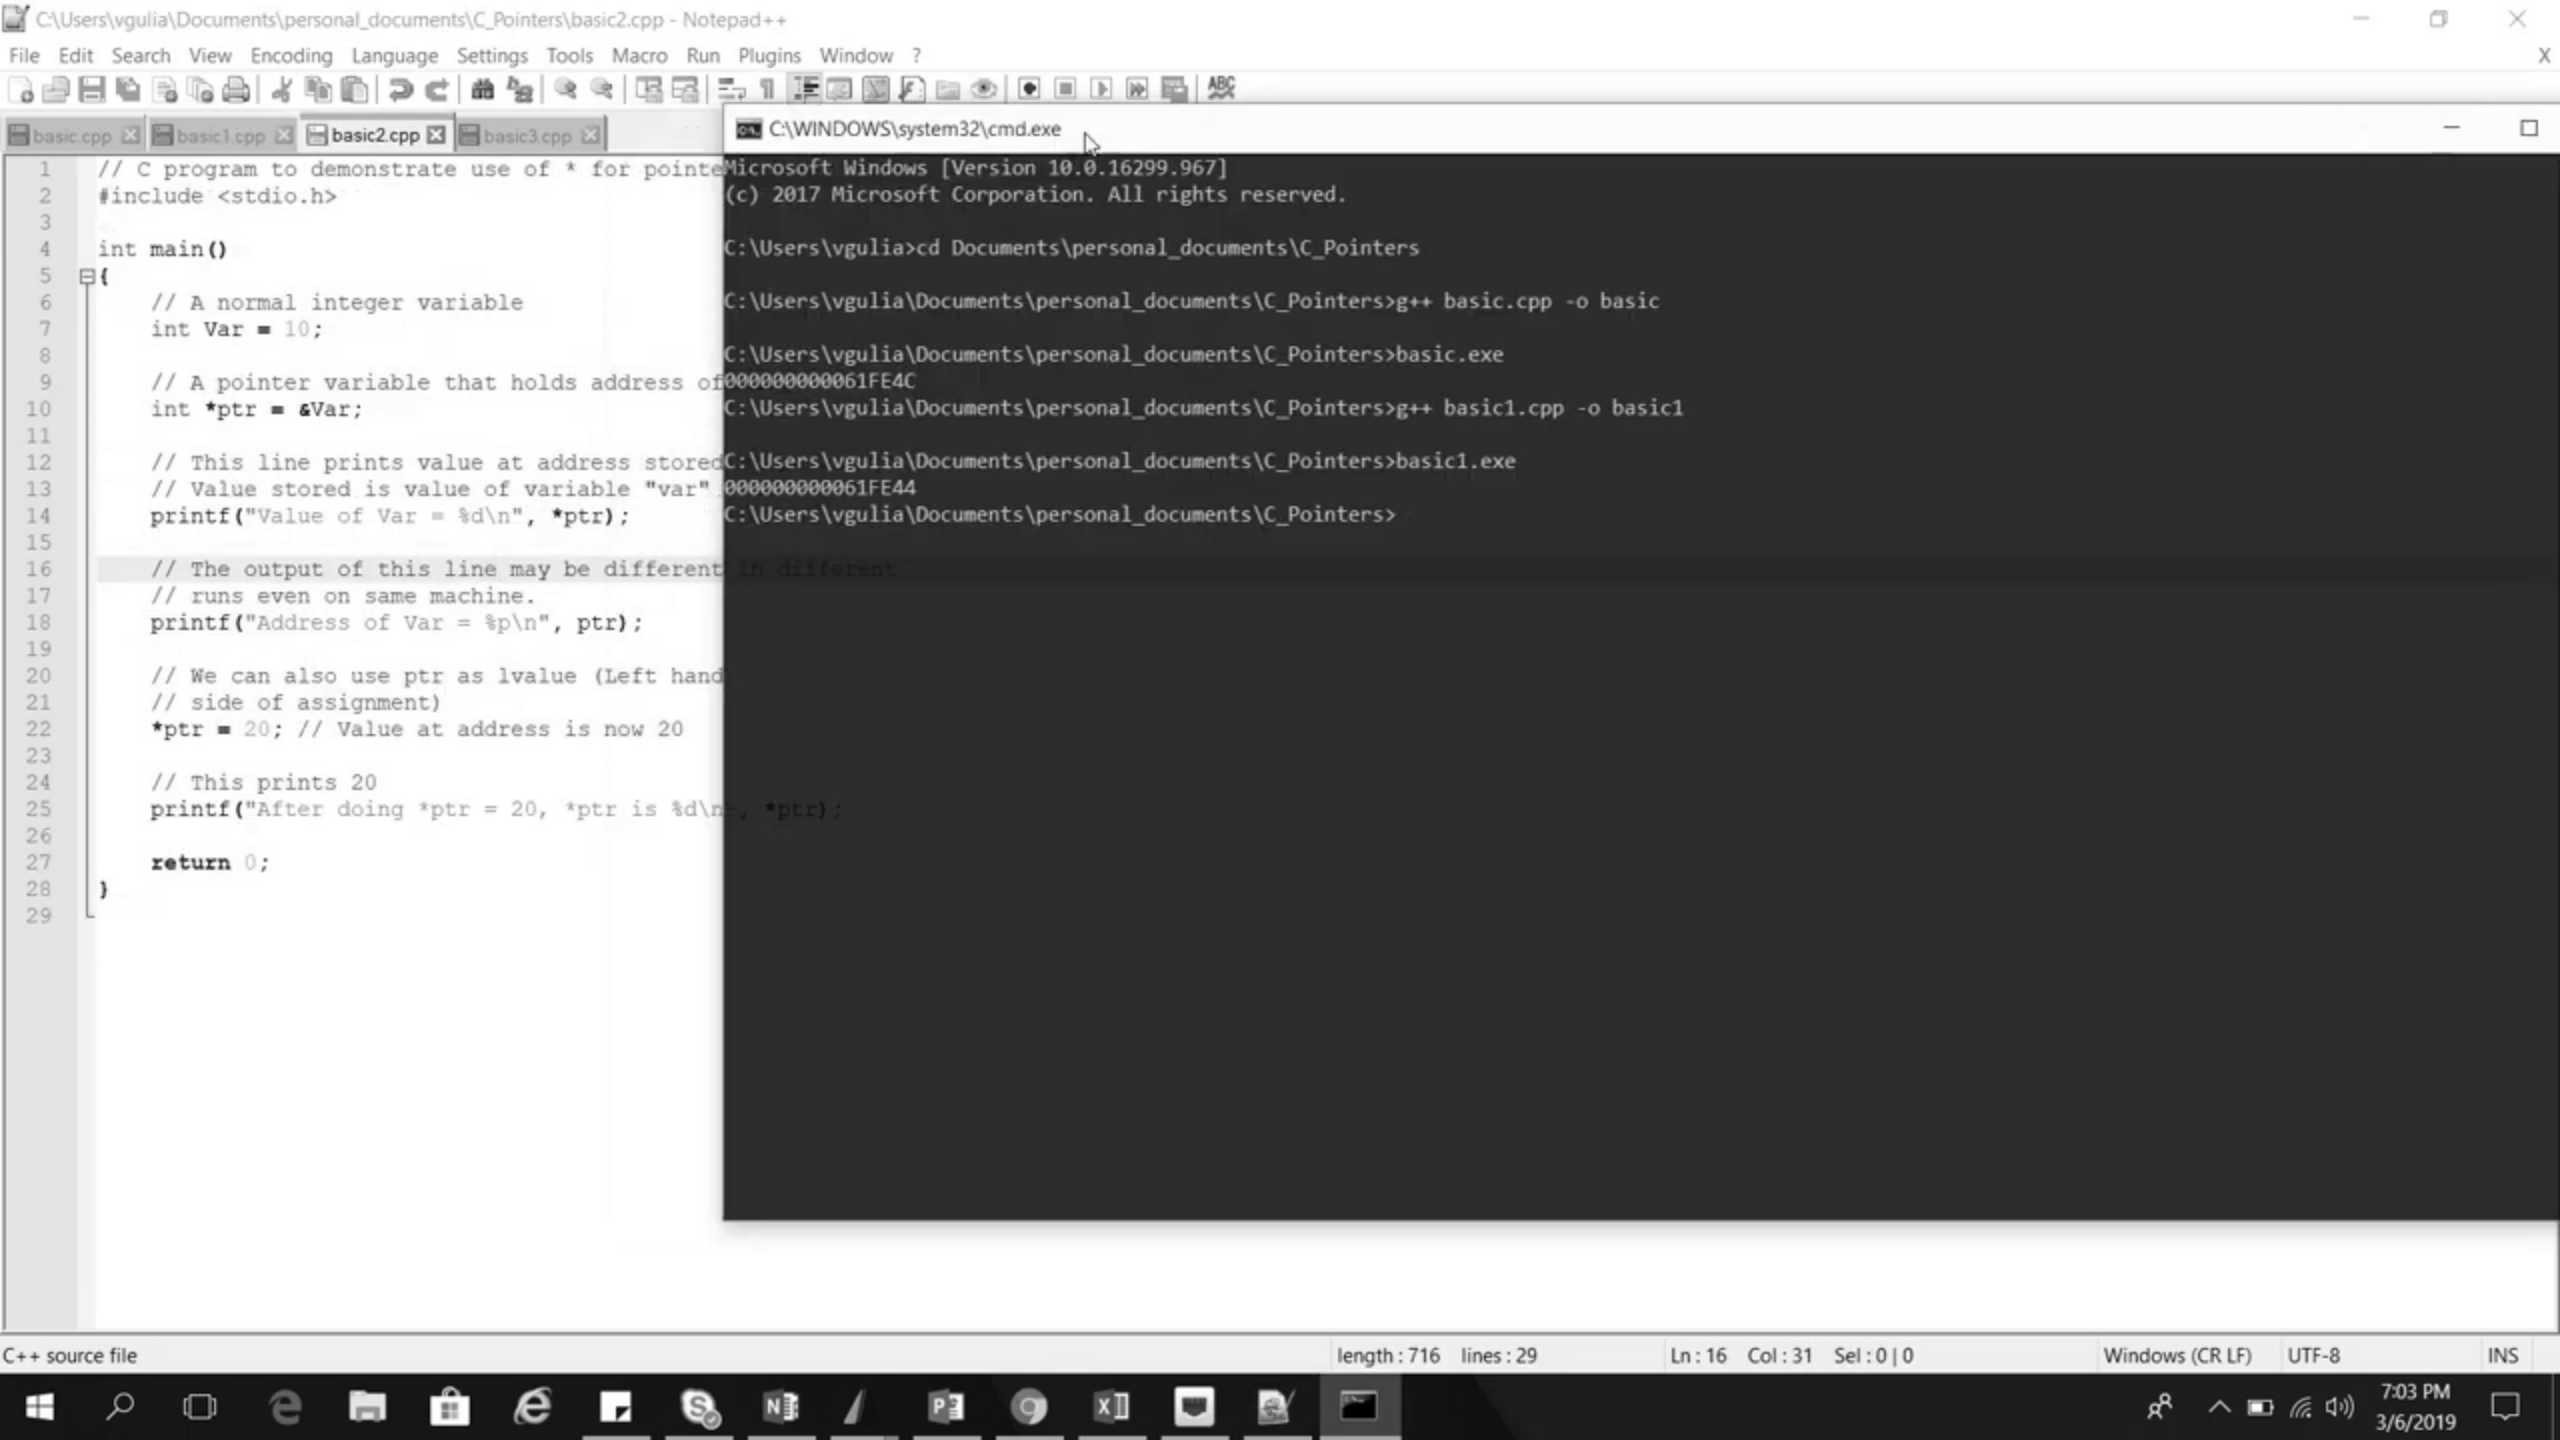 C:\Users\vgulia\Documents\personal_documents\C_Pointers\basic2.cpp - Notepad++
File Edit Search View Encoding Language Settings Tools Macro Run Plugins Window ? X
ABC
basic.cpp basic1.cpp basic2.cpp basic3.cpp
1 // C program to demonstrate use of * for pointe
2 #include <stdio.h>
3
4 int main()
5 {
6 // A normal integer variable
7 int Var = 10;
8
9 // A pointer variable that holds address of
10 int *ptr = &Var;
11
12 // This line prints value at address stored
13 // Value stored is value of variable "var"
14 printf("Value of Var = %d\n", *ptr);
15
16 // The output of this line may be different in different
17 // runs even on same machine.
18 printf("Address of Var = %p\n", ptr);
19
20 // We can also use ptr as lvalue (Left hand
21 // side of assignment)
22 *ptr = 20; // Value at address is now 20
23
24 // This prints 20
25 printf("After doing *ptr = 20, *ptr is %d\n", *ptr);
26
27 return 0;
28 }
29
C:\WINDOWS\system32\cmd.exe
Microsoft Windows [Version 10.0.16299.967]
(c) 2017 Microsoft Corporation. All rights reserved.
C:\Users\vgulia>cd Documents\personal_documents\C_Pointers
C:\Users\vgulia\Documents\personal_documents\C_Pointers>g++ basic.cpp -o basic
C:\Users\vgulia\Documents\personal_documents\C_Pointers>basic.exe
000000000061FE4C
C:\Users\vgulia\Documents\personal_documents\C_Pointers>g++ basic1.cpp -o basic1
C:\Users\vgulia\Documents\personal_documents\C_Pointers>basic1.exe
000000000061FE44
C:\Users\vgulia\Documents\personal_documents\C_Pointers>
C++ source file length : 716 lines : 29 Ln : 16 Col : 31 Sel : 0 | 0 Windows (CR LF) UTF-8 INS
7:03 PM
3/6/2019